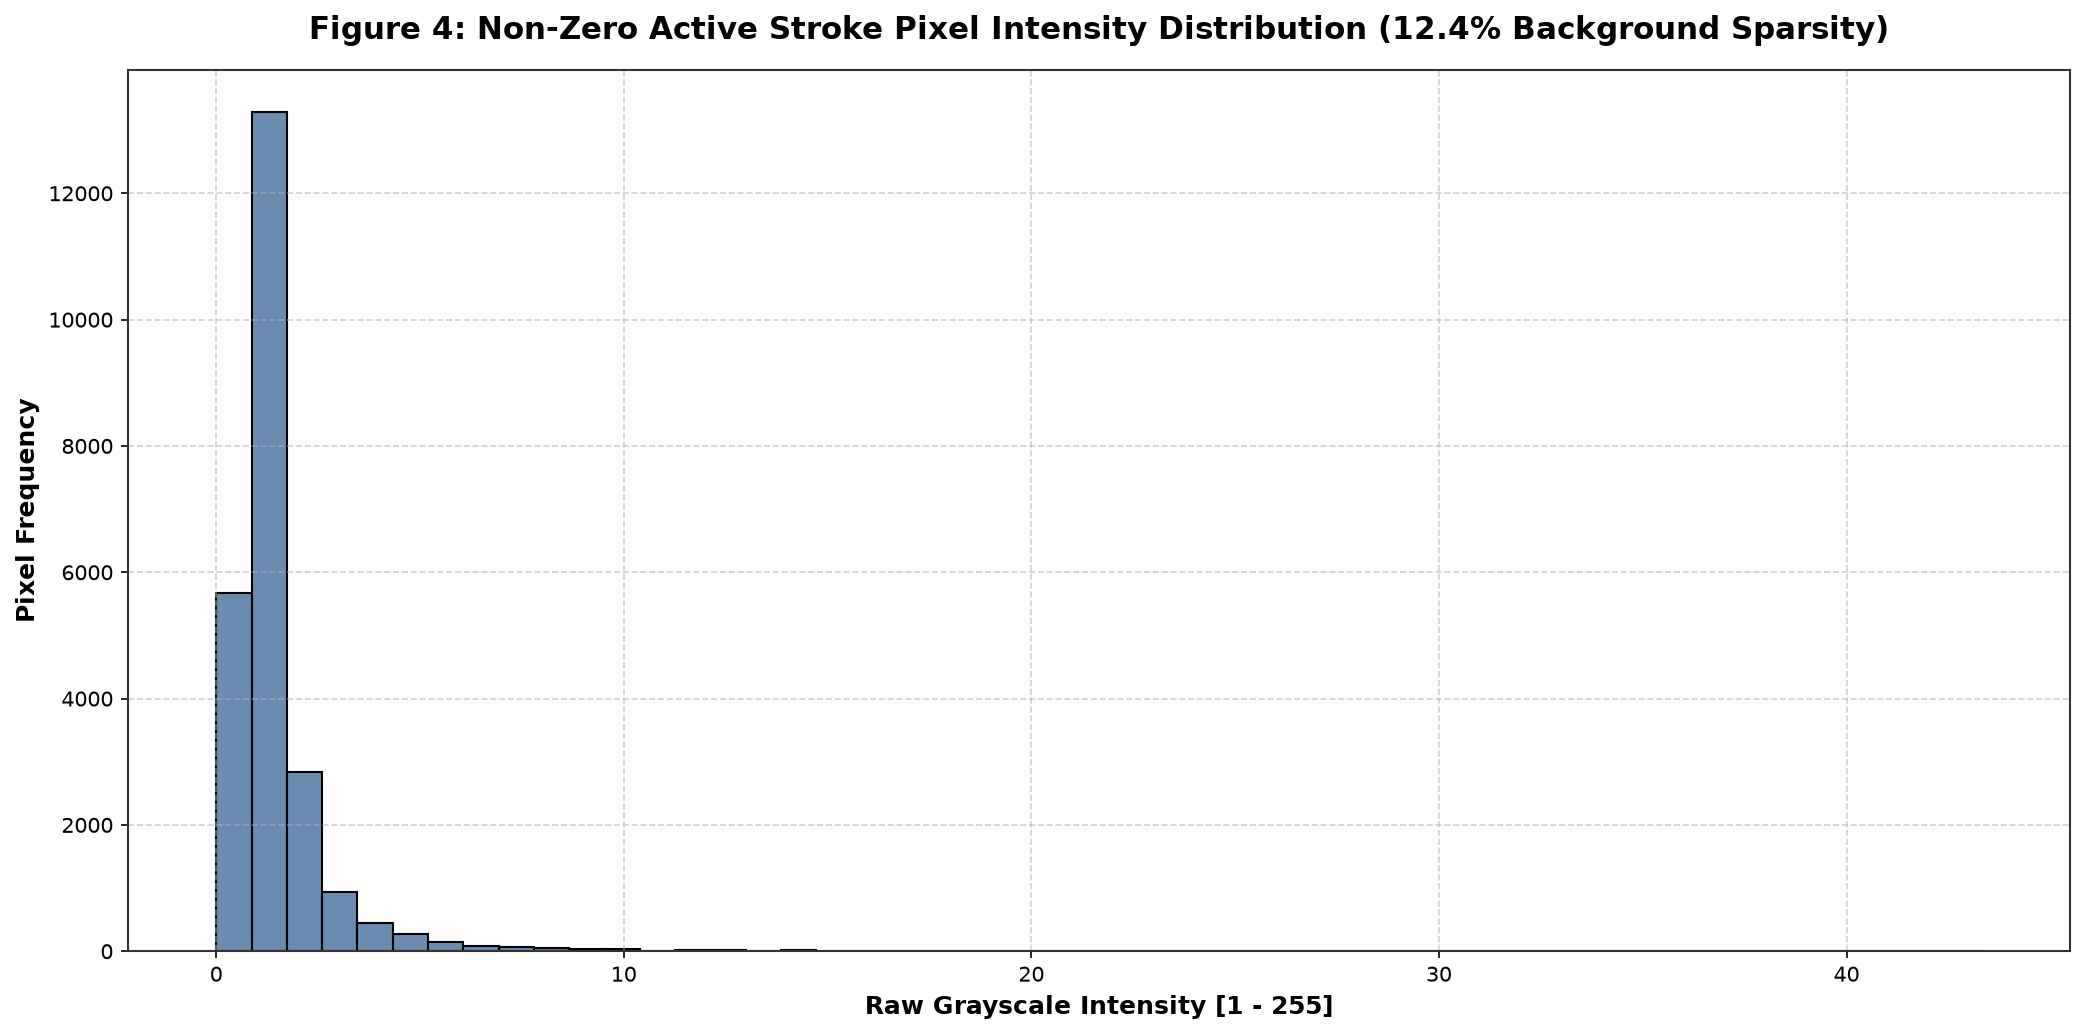 Figure 4: Non-Zero Active Stroke Pixel Intensity Distribution (12.4% Background Sparsity)
Pixel Frequency
12000
10000
8000
6000
4000
2000
0
0 10 20 30 40
Raw Grayscale Intensity [1 - 255]